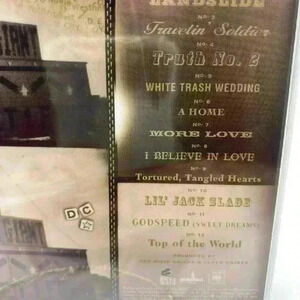 LANDSLIDE
No. 3
Travelin' Soldier
No. 4
Truth No. 2
No. 5
WHITE TRASH WEDDING
No. 6
A HOME
No. 7
MORE LOVE
No. 8
I BELIEVE IN LOVE
No. 9
Tortured, Tangled Hearts
No. 10
LIL' JACK SLADE
No. 11
GODSPEED (SWEET DREAMS)
No. 12
Top of the World
PRODUCED BY
D C